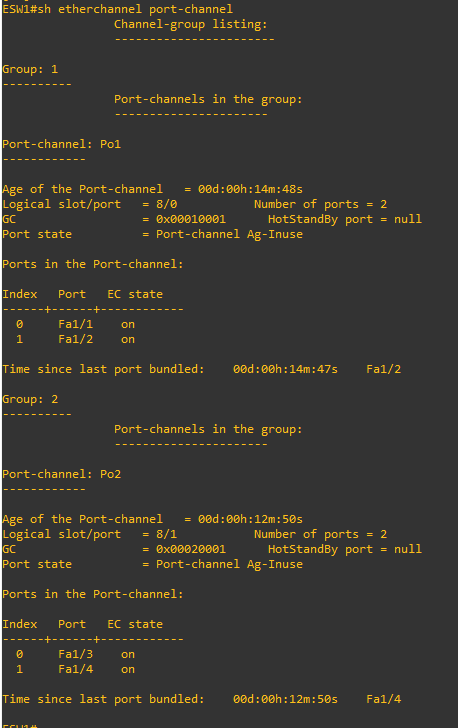 ESW1#sh etherchannel port-channel
                Channel-group listing:
                -----------------------

Group: 1
----------
                Port-channels in the group:
                ----------------------

Port-channel: Po1
------------

Age of the Port-channel   = 00d:00h:14m:48s
Logical slot/port   = 8/0          Number of ports = 2
GC                  = 0x00010001      HotStandBy port = null
Port state          = Port-channel Ag-Inuse

Ports in the Port-channel:

Index   Port   EC state
------+------+------------
  0     Fa1/1    on
  1     Fa1/2    on

Time since last port bundled:    00d:00h:14m:47s    Fa1/2

Group: 2
----------
                Port-channels in the group:
                ----------------------

Port-channel: Po2
------------

Age of the Port-channel   = 00d:00h:12m:50s
Logical slot/port   = 8/1          Number of ports = 2
GC                  = 0x00020001      HotStandBy port = null
Port state          = Port-channel Ag-Inuse

Ports in the Port-channel:

Index   Port   EC state
------+------+------------
  0     Fa1/3    on
  1     Fa1/4    on

Time since last port bundled:    00d:00h:12m:50s    Fa1/4

ESW1#